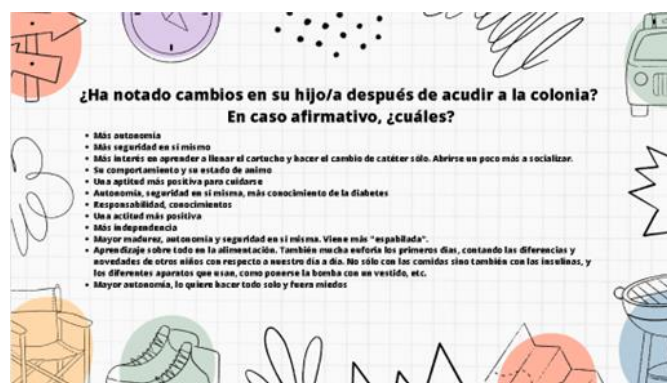 ¿Ha notado cambios en su hijo/a después de acudir a la colonia?
En caso afirmativo, ¿cuáles?
• Más autonomía
• Más seguridad en sí mismo
• Más interés en aprender a llenar el cartucho y hacer el cambio de catéter sólo. Abrirse un poco más a socializar.
• Su comportamiento y su estado de animo
• Una aptitud más positiva para cuidarse
• Autonomía, seguridad en si misma, más conocimiento de la diabetes
• Responsabilidad, conocimientos
• Una actitud más positiva
• Más independencia
• Mayor madurez, autonomía y seguridad en si misma. Viene más "espabilada".
• Aprendizaje sobre todo en la alimentación. También mucha euforia los primeros días, contando las diferencias y
novedades de otros niños con respecto a nuestro día a día. No sólo con las comidas sino también con las insulinas, y
los diferentes aparatos que usan, como ponerse la bomba con un vestido, etc.
• Mayor autonomía, lo quiere hacer todo solo y fuera miedos